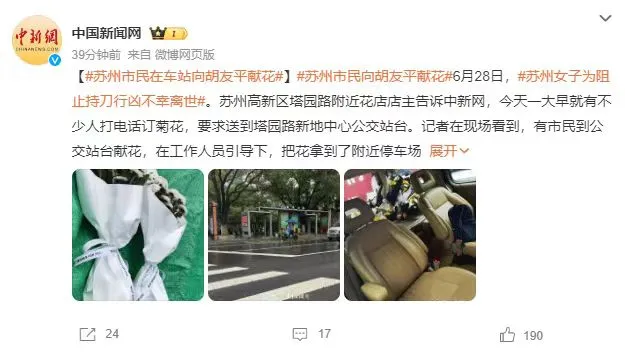 中新網
CHINANEWS.COM
中国新闻网
1
39分钟前 来自 微博网页版
【#苏州市民在车站向胡友平献花#】#苏州市民向胡友平献花#6月28日，#苏州女子为阻
止持刀行凶不幸离世#。苏州高新区塔园路附近花店店主告诉中新网，今天一大早就有不
少人打电话订菊花，要求送到塔园路新地中心公交站台。记者在现场看到，有市民到公
交站台献花，在工作人员引导下，把花拿到了附近停车场 展开
24
17
190